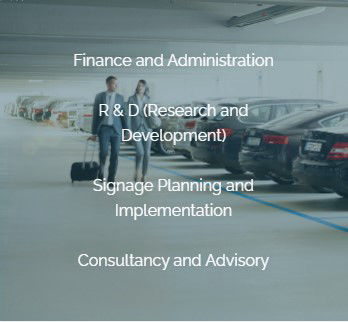 Finance and Administration
R & D (Research and
Development)
Signage Planning and
Implementation
Consultancy and Advisory